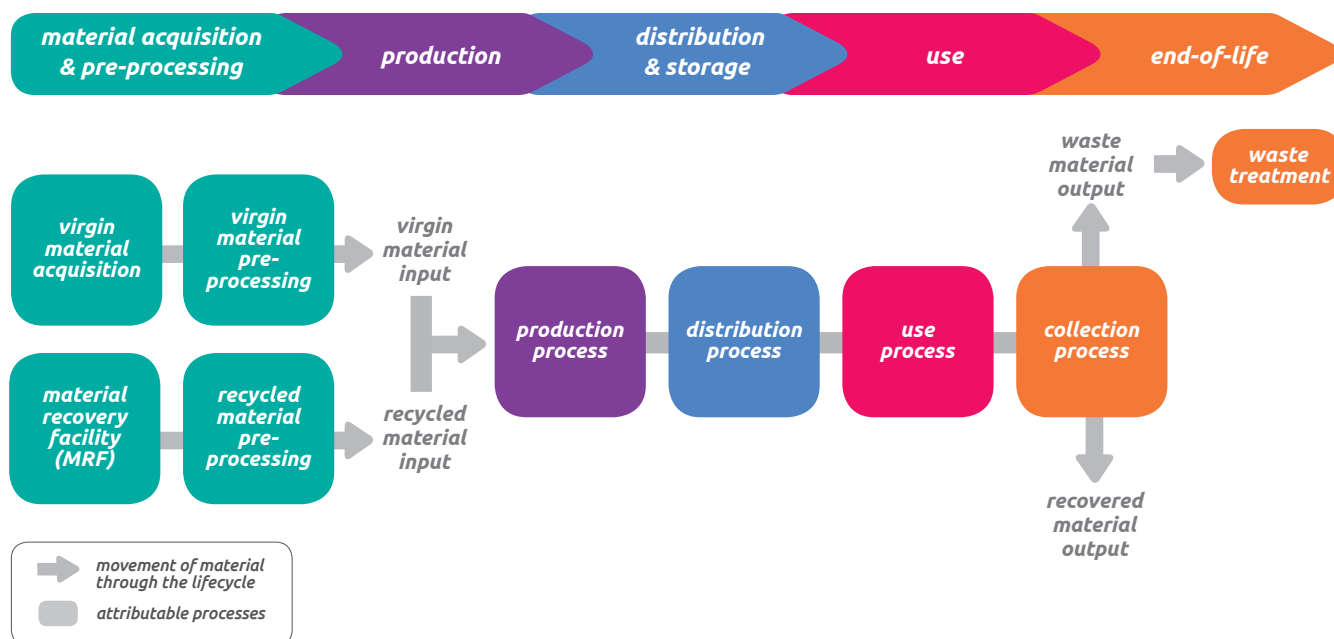 material acquisition
& pre-processing
production
distribution
& storage
use
end-of-life
waste
material
output
waste
treatment
virgin
material
acquisition
virgin
material
pre-
processing
virgin
material
input
production
process
distribution
process
use
process
collection
process
material
recovery
facility
(MRF)
recycled
material
pre-
processing
recycled
material
input
recovered
material
output
movement of material
through the lifecycle
attributable processes